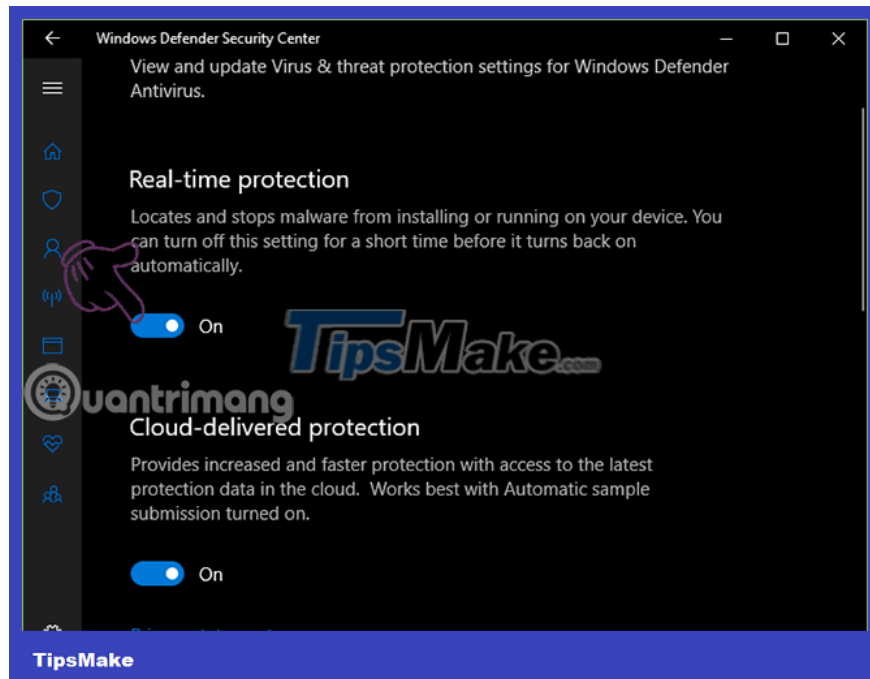 Windows Defender Security Center
View and update Virus & threat protection settings for Windows Defender
Antivirus.
Real-time protection
Locates and stops malware from installing or running on your device. You
can turn off this setting for a short time before it turns back on
automatically.
On
TipsMake.com
Quantrimang
Cloud-delivered protection
Provides increased and faster protection with access to the latest
protection data in the cloud. Works best with Automatic sample
submission turned on.
On
TipsMake